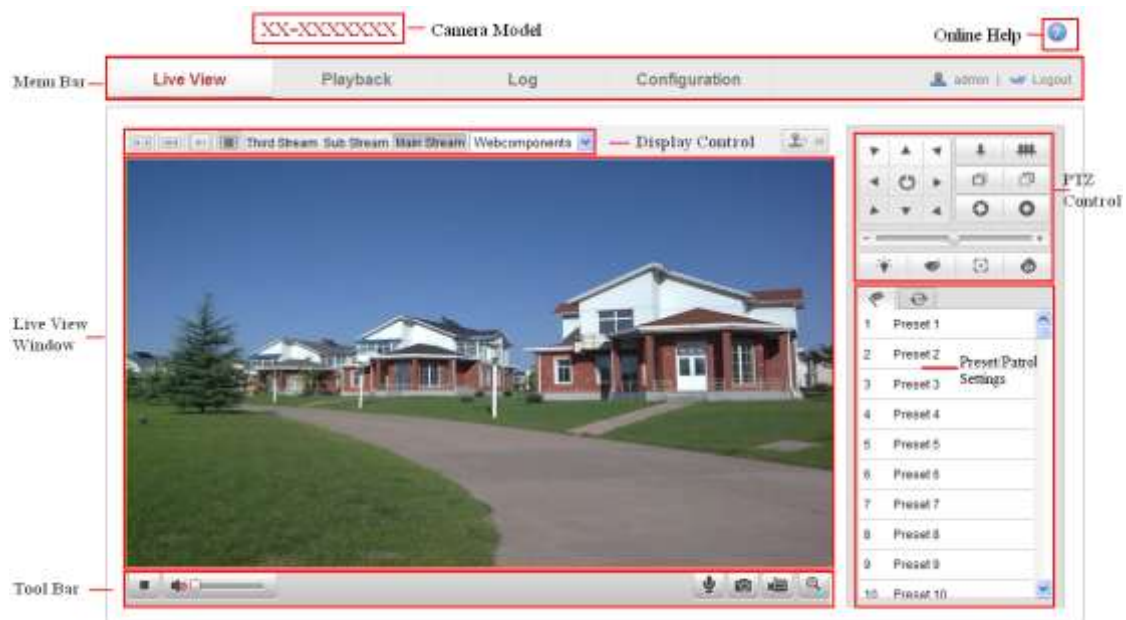 XX-XXXXXXX
Camera Model
Online Help
Menu Bar
Live View
Playback
Log
Configuration
admin | Logout
Third Stream Sub Stream Main Stream Webcomponents
Display Control
PTZ
Control
Live View
Window
1 Preset 1
2 Preset 2
Preset/Patrol
Settings
3 Preset 3
4 Preset 4
5 Preset 5
6 Preset 6
7 Preset 7
8 Preset 8
9 Preset 9
10 Preset 10
Tool Bar